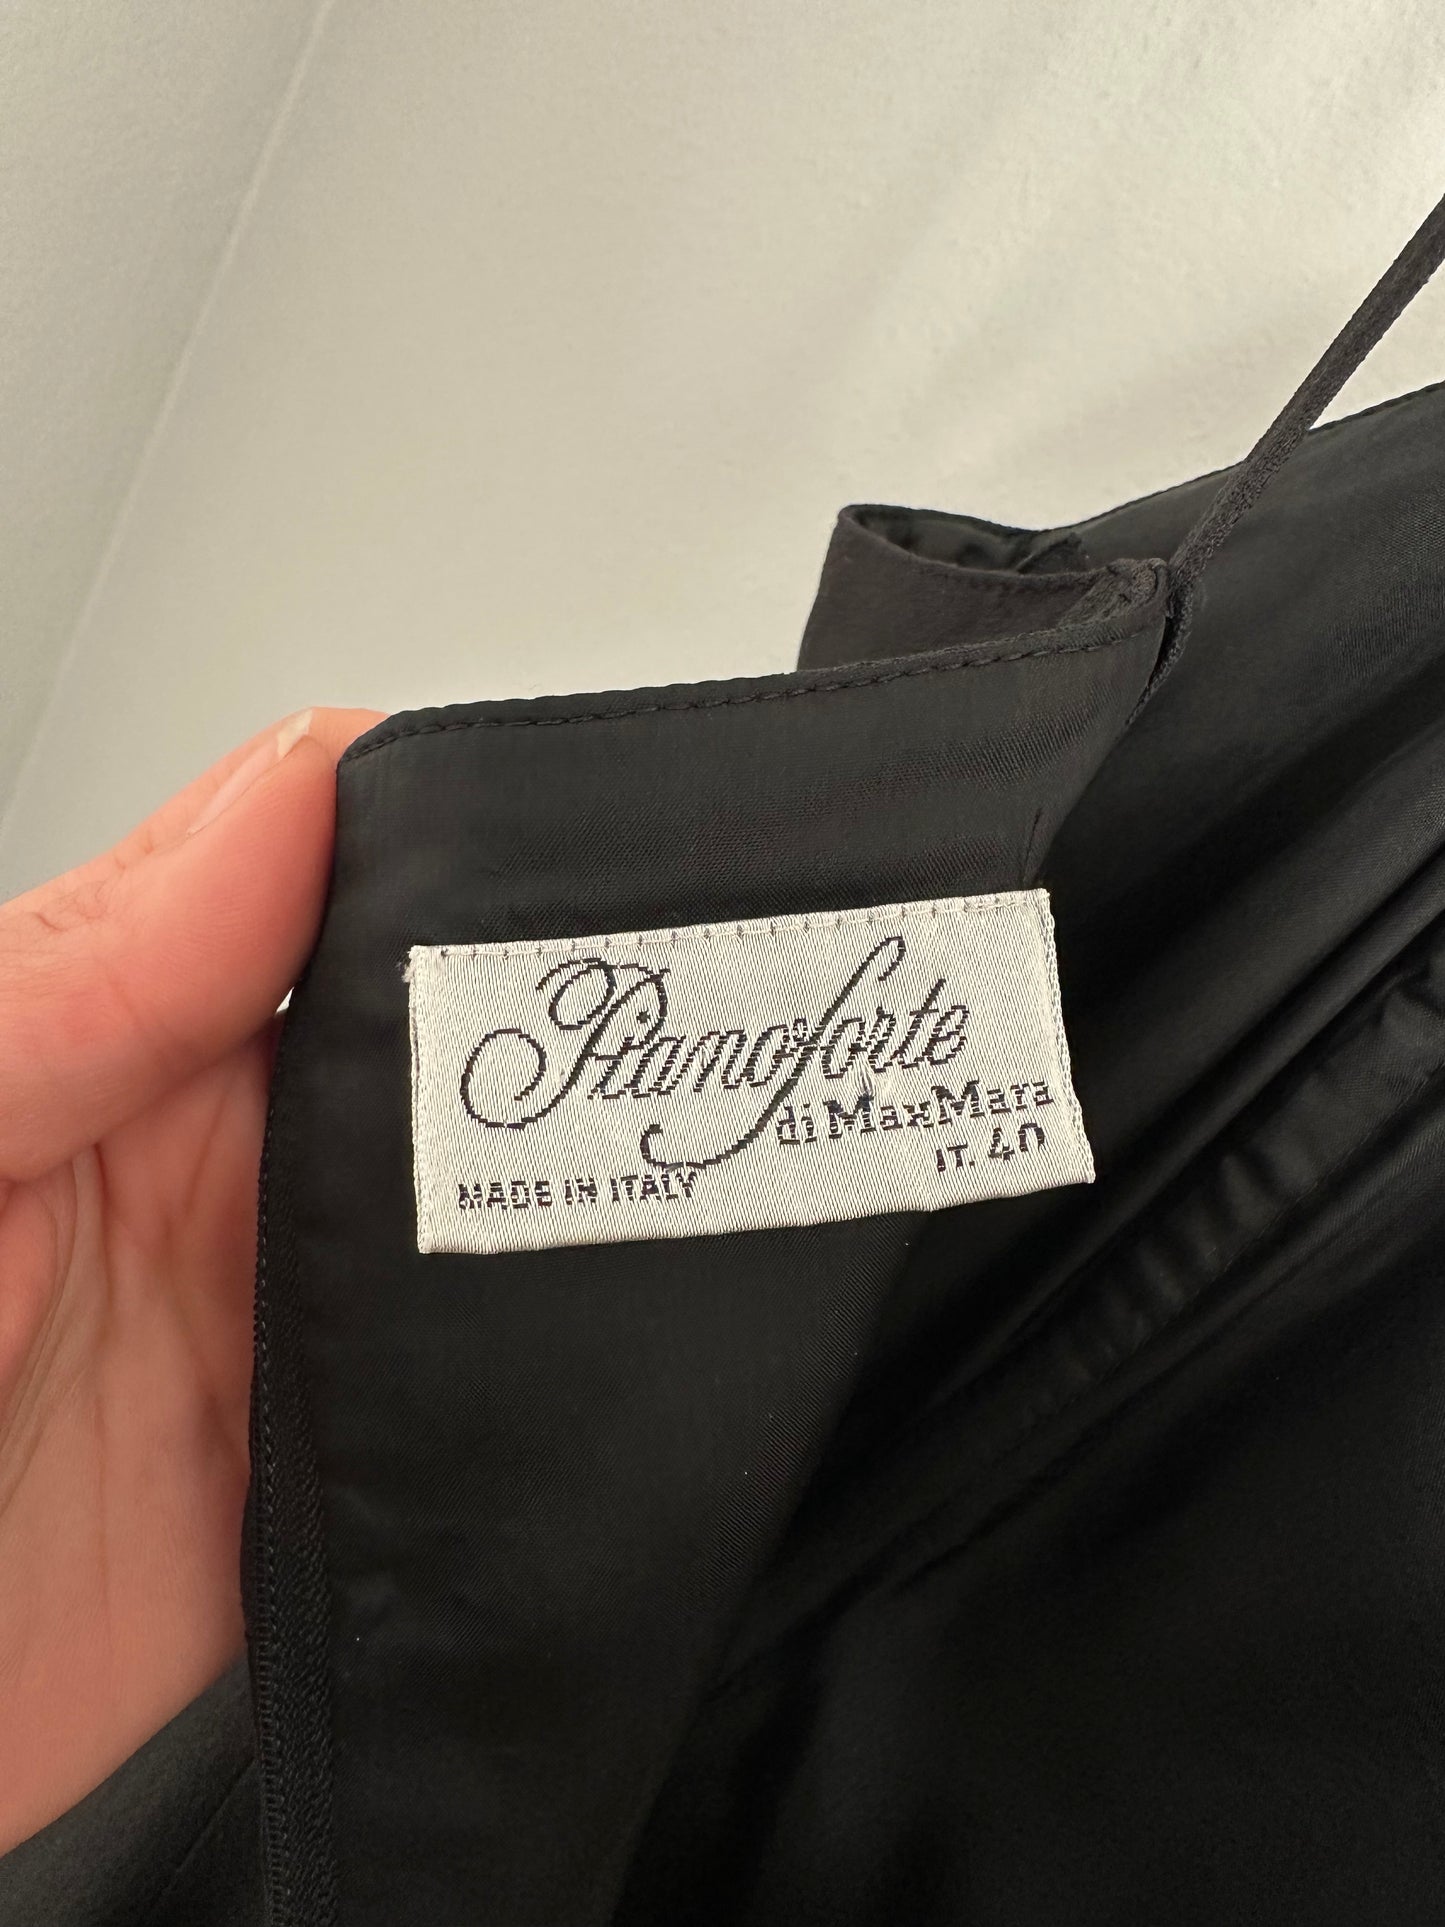 Pianoforte
di MaxMara
IT. 40
MADE IN ITALY